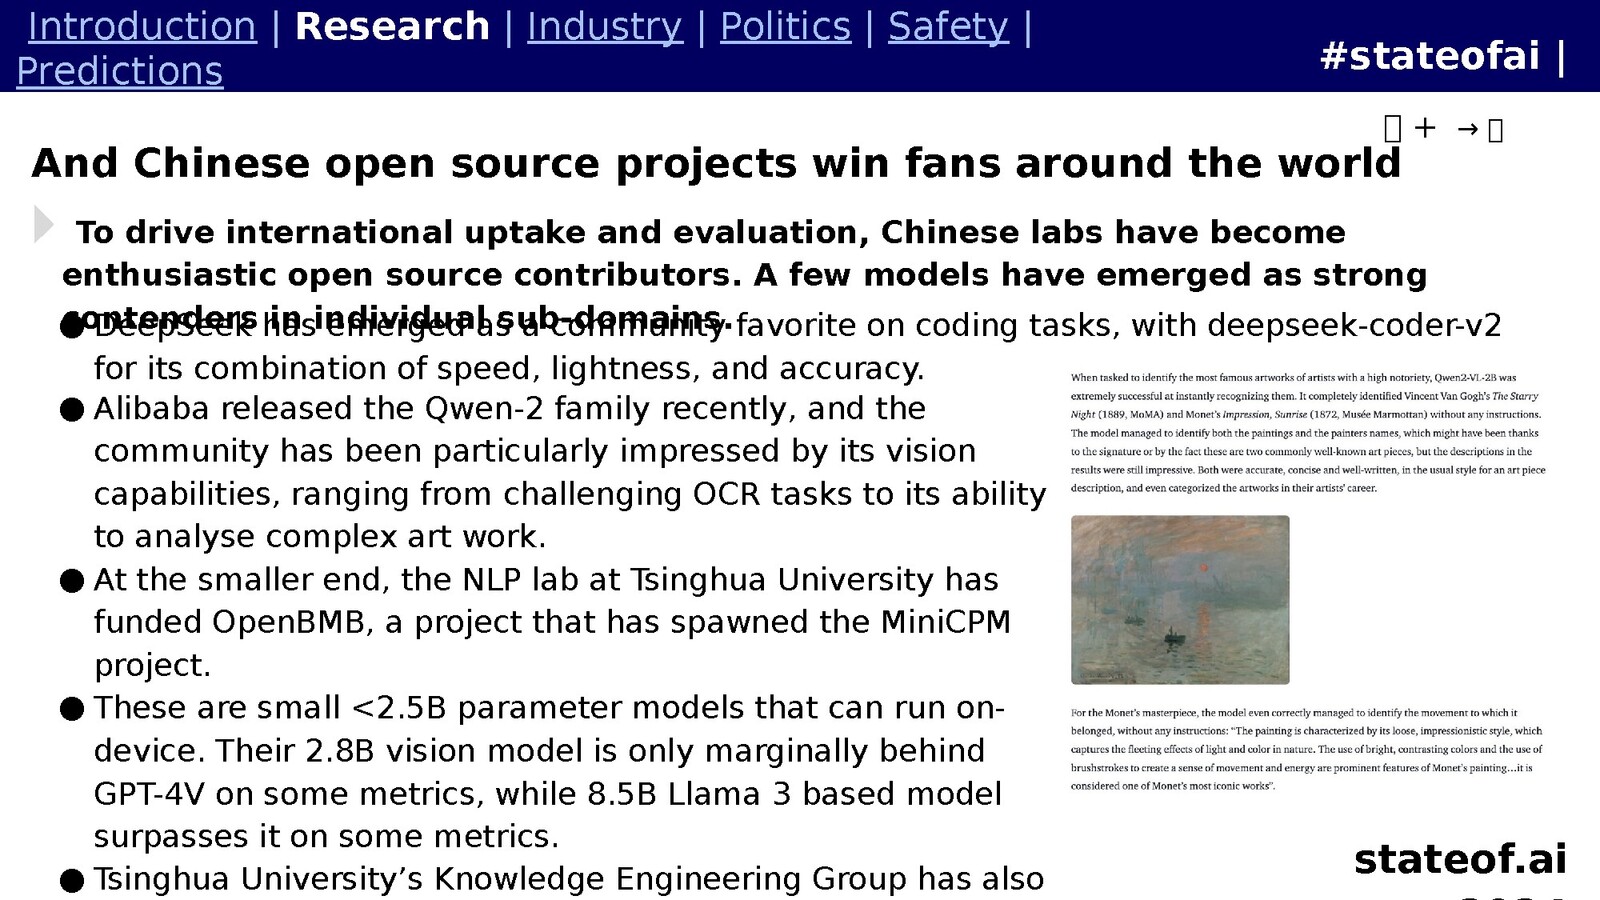 Introduction | Research | Industry | Politics | Safety |
Predictions
#stateofai |
+ →
And Chinese open source projects win fans around the world
To drive international uptake and evaluation, Chinese labs have become
enthusiastic open source contributors. A few models have emerged as strong
contenders in individual sub-domains.
● DeepSeek has emerged as a community favorite on coding tasks, with deepseek-coder-v2
for its combination of speed, lightness, and accuracy.
● Alibaba released the Qwen-2 family recently, and the
community has been particularly impressed by its vision
capabilities, ranging from challenging OCR tasks to its ability
to analyse complex art work.
● At the smaller end, the NLP lab at Tsinghua University has
funded OpenBMB, a project that has spawned the MiniCPM
project.
● These are small <2.5B parameter models that can run on-
device. Their 2.8B vision model is only marginally behind
GPT-4V on some metrics, while 8.5B Llama 3 based model
surpasses it on some metrics.
● Tsinghua University’s Knowledge Engineering Group has also
When tasked to identify the most famous artworks of artists with a high notoriety, Qwen2-VL-2B was
extremely successful at instantly recognizing them. It completely identified Vincent Van Gogh's The Starry
Night (1889, MoMA) and Monet's Impression, Sunrise (1872, Musée Marmottan) without any instructions.
The model managed to identify both the paintings and the painters names, which might have been thanks
to the signature or by the fact these are two commonly well-known art pieces, but the descriptions in the
results were still impressive. Both were accurate, concise and well-written, in the usual style for an art piece
description, and even categorized the artworks in their artists' career.
For the Monet's masterpiece, the model even correctly managed to identify the movement to which it
belonged, without any instructions: "The painting is characterized by its loose, impressionistic style, which
captures the fleeting effects of light and color in nature. The use of bright, contrasting colors and the use of
brushstrokes to create a sense of movement and energy are prominent features of Monet's painting…it is
considered one of Monet's most iconic works".
stateof.ai